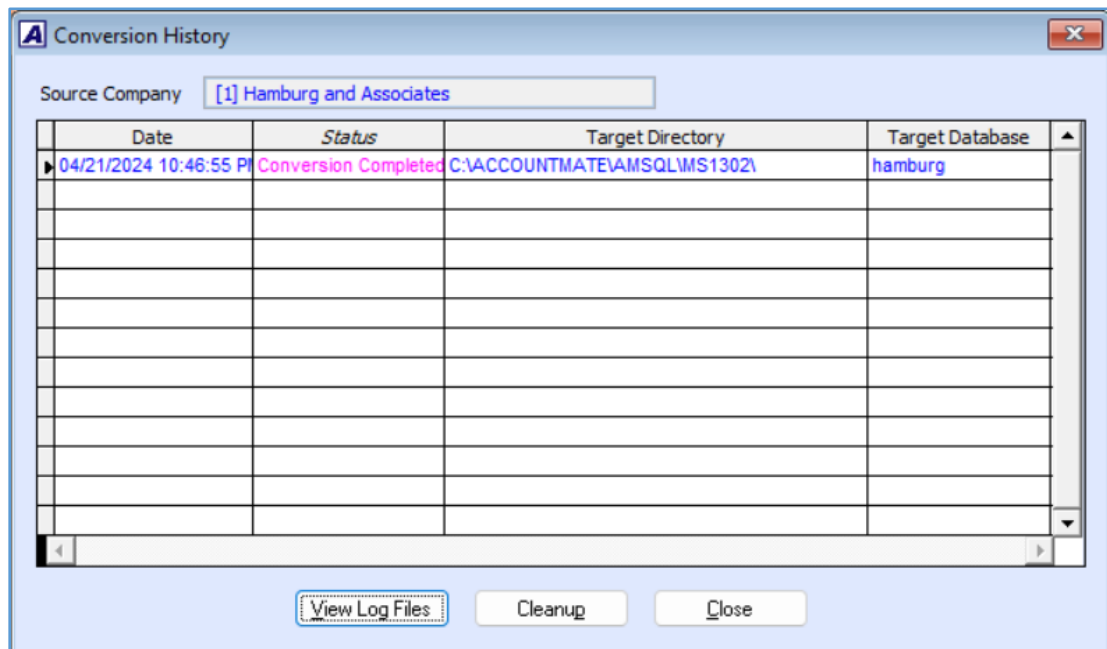 A Conversion History
Source Company [1] Hamburg and Associates
Date Status Target Directory Target Database
04/21/2024 10:46:55 PM Conversion Completed C:\ACCOUNTMATE\AMSQL\MS1302\ hamburg
View Log Files Cleanup Close